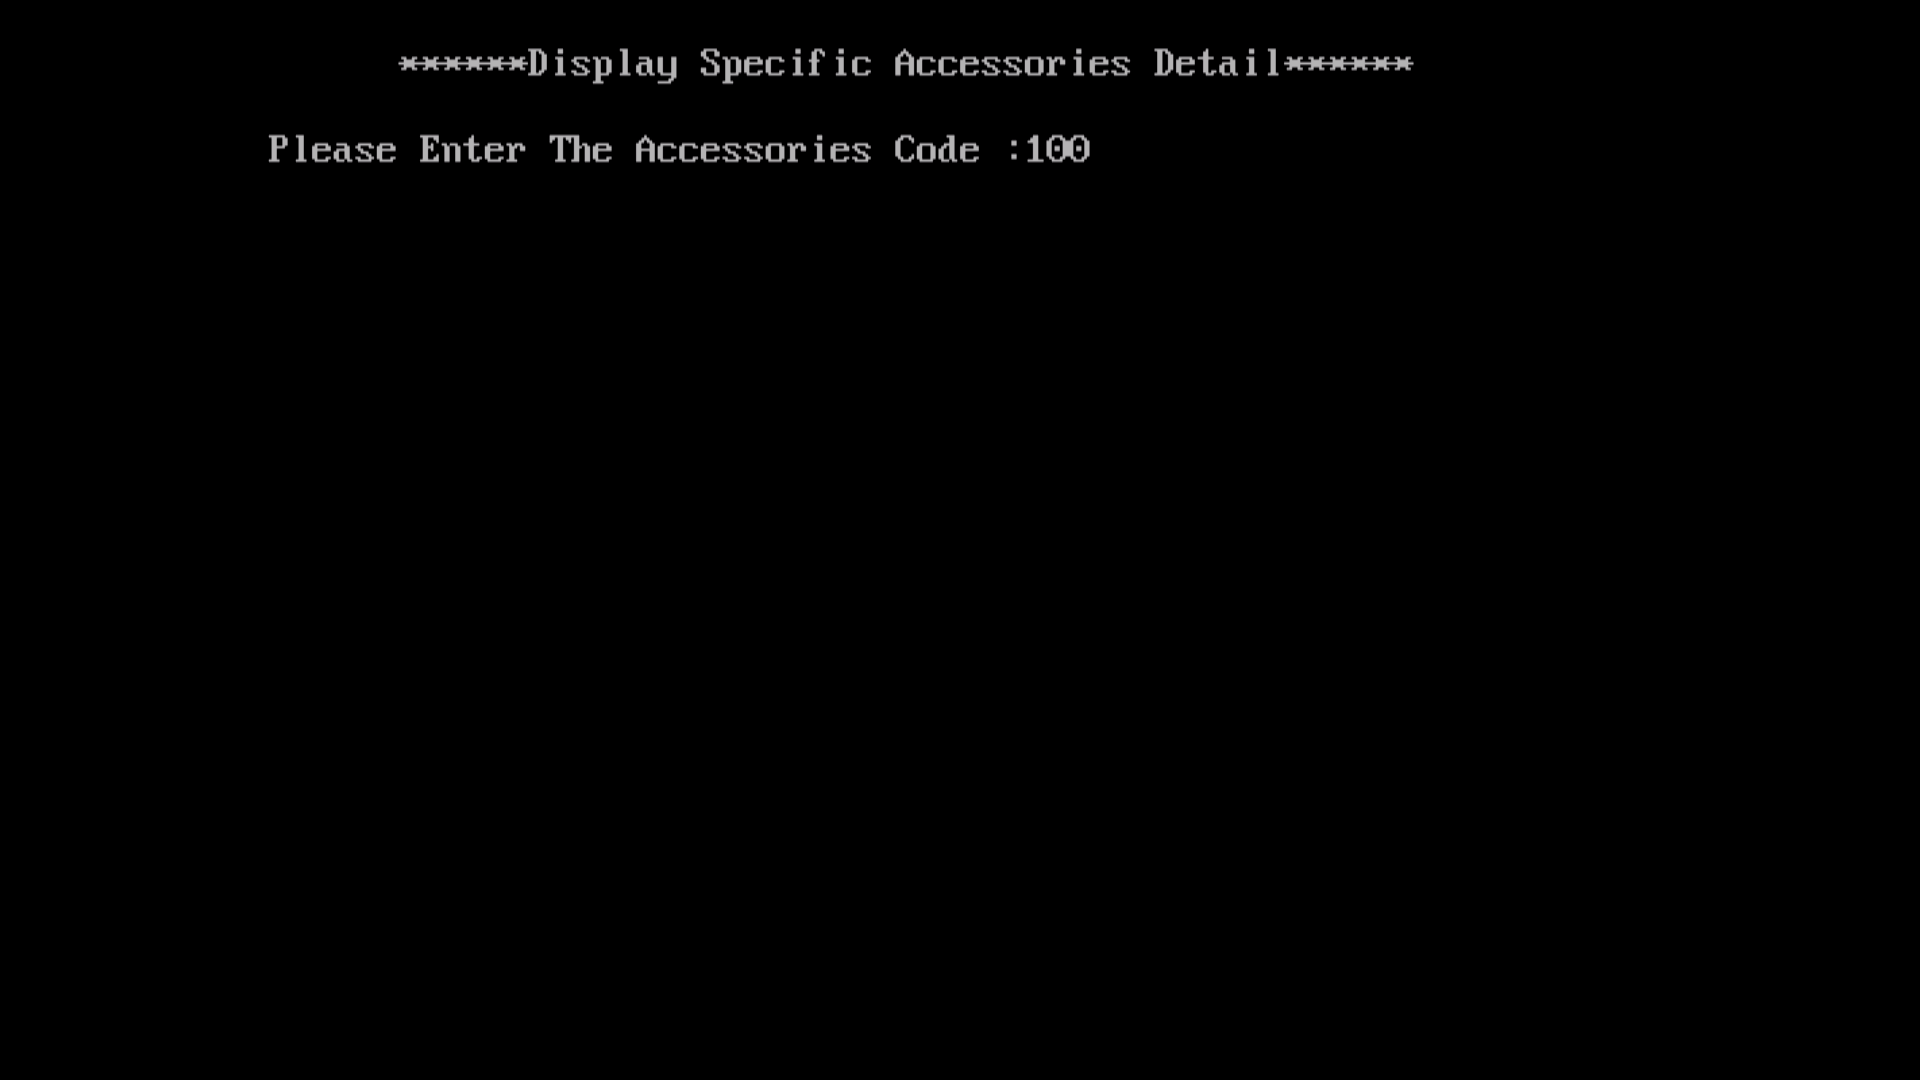 ******Display Specific Accessories Detail******
Please Enter The Accessories Code :100